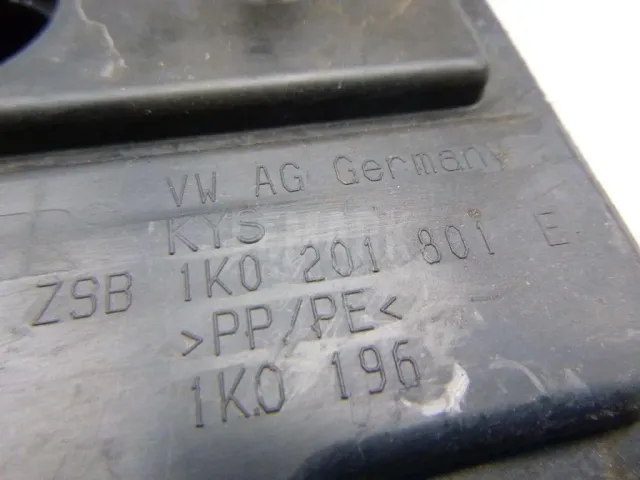 VW AG Germany
KYS
ZSB 1K0 201 801 E
>PP/PE<
1K0 196